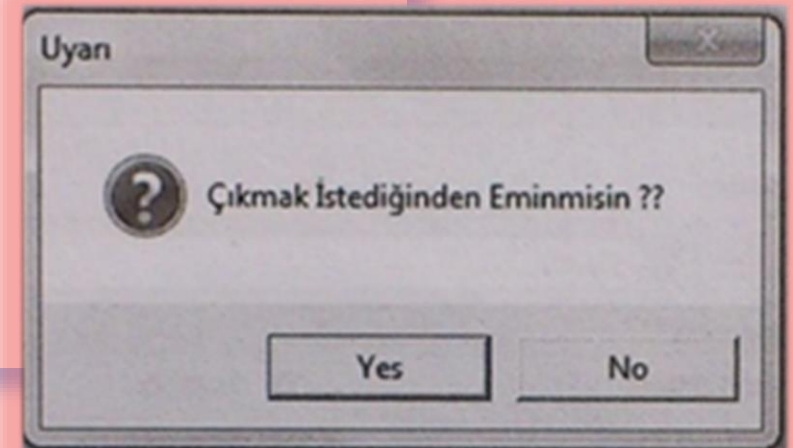 Uyarı
Çıkmak İstediğinden Eminmisin ??
Yes
No